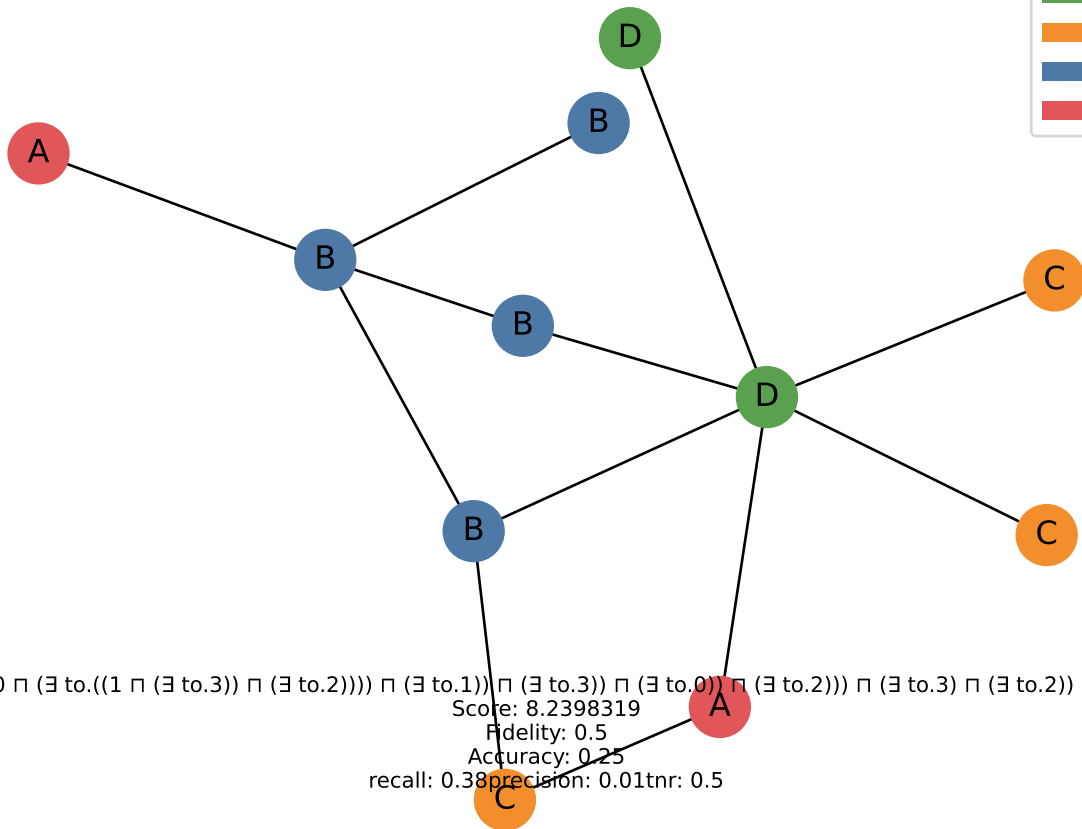 D
B
A
B
C
B
D
B
C
0 ⊓ (∃ to.((1 ⊓ (∃ to.3)) ⊓ (∃ to.2)))) ⊓ (∃ to.1)) ⊓ (∃ to.3)) ⊓ (∃ to.0)) ⊓ (∃ to.2))) ⊓ (∃ to.3) ⊓ (∃ to.2))
Score: 8.2398319
A
Fidelity: 0.5
Accuracy: 0.25
recall: 0.38precision: 0.01tnr: 0.5
C